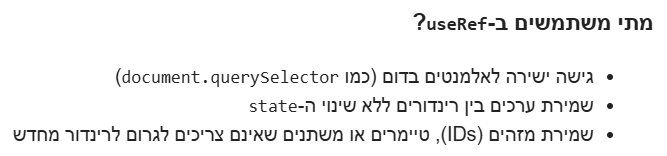 מתי משתמשים ב-useRef?
• גישה ישירה לאלמנטים בדום (כמו document.querySelector)
• שמירת ערכים בין רינדורים ללא שינוי ה-state
• שמירת מזהים (IDs), טיימרים או משתנים שאינם צריכים לגרום לרינדור מחדש